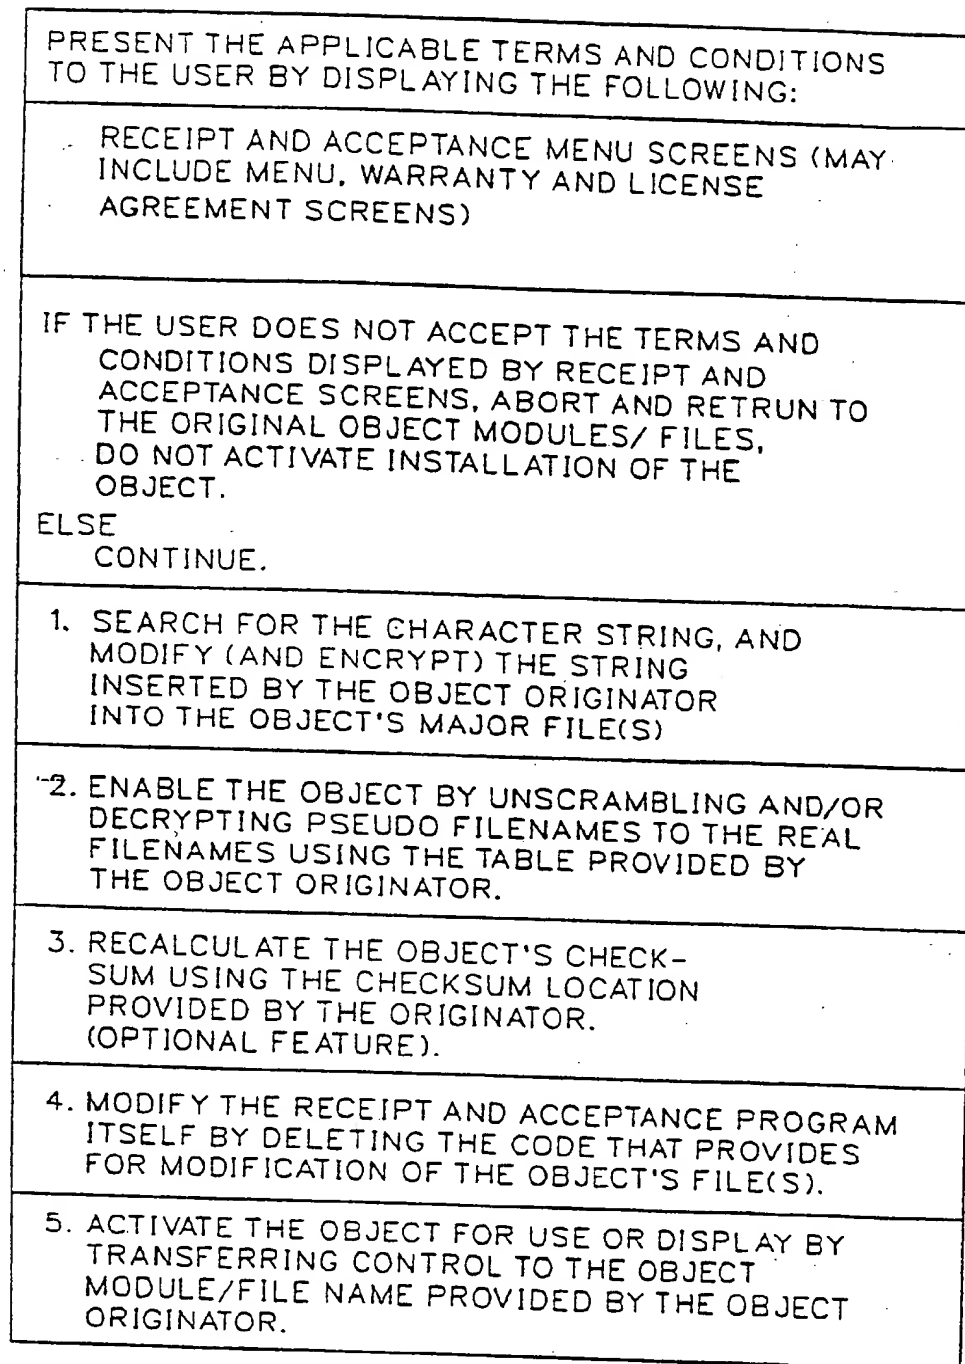 PRESENT THE APPLICABLE TERMS AND CONDITIONS
TO THE USER BY DISPLAYING THE FOLLOWING:
RECEIPT AND ACCEPTANCE MENU SCREENS (MAY
INCLUDE MENU, WARRANTY AND LICENSE
AGREEMENT SCREENS)
IF THE USER DOES NOT ACCEPT THE TERMS AND
CONDITIONS DISPLAYED BY RECEIPT AND
ACCEPTANCE SCREENS, ABORT AND RETRUN TO
THE ORIGINAL OBJECT MODULES/ FILES,
DO NOT ACTIVATE INSTALLATION OF THE
OBJECT.
ELSE
CONTINUE.
1. SEARCH FOR THE CHARACTER STRING, AND
MODIFY (AND ENCRYPT) THE STRING
INSERTED BY THE OBJECT ORIGINATOR
INTO THE OBJECT'S MAJOR FILE(S)
2. ENABLE THE OBJECT BY UNSCRAMBLING AND/OR
DECRYPTING PSEUDO FILENAMES TO THE REAL
FILENAMES USING THE TABLE PROVIDED BY
THE OBJECT ORIGINATOR.
3. RECALCULATE THE OBJECT'S CHECK-
SUM USING THE CHECKSUM LOCATION
PROVIDED BY THE ORIGINATOR.
(OPTIONAL FEATURE).
4. MODIFY THE RECEIPT AND ACCEPTANCE PROGRAM
ITSELF BY DELETING THE CODE THAT PROVIDES
FOR MODIFICATION OF THE OBJECT'S FILE(S).
5. ACTIVATE THE OBJECT FOR USE OR DISPLAY BY
TRANSFERRING CONTROL TO THE OBJECT
MODULE/FILE NAME PROVIDED BY THE OBJECT
ORIGINATOR.